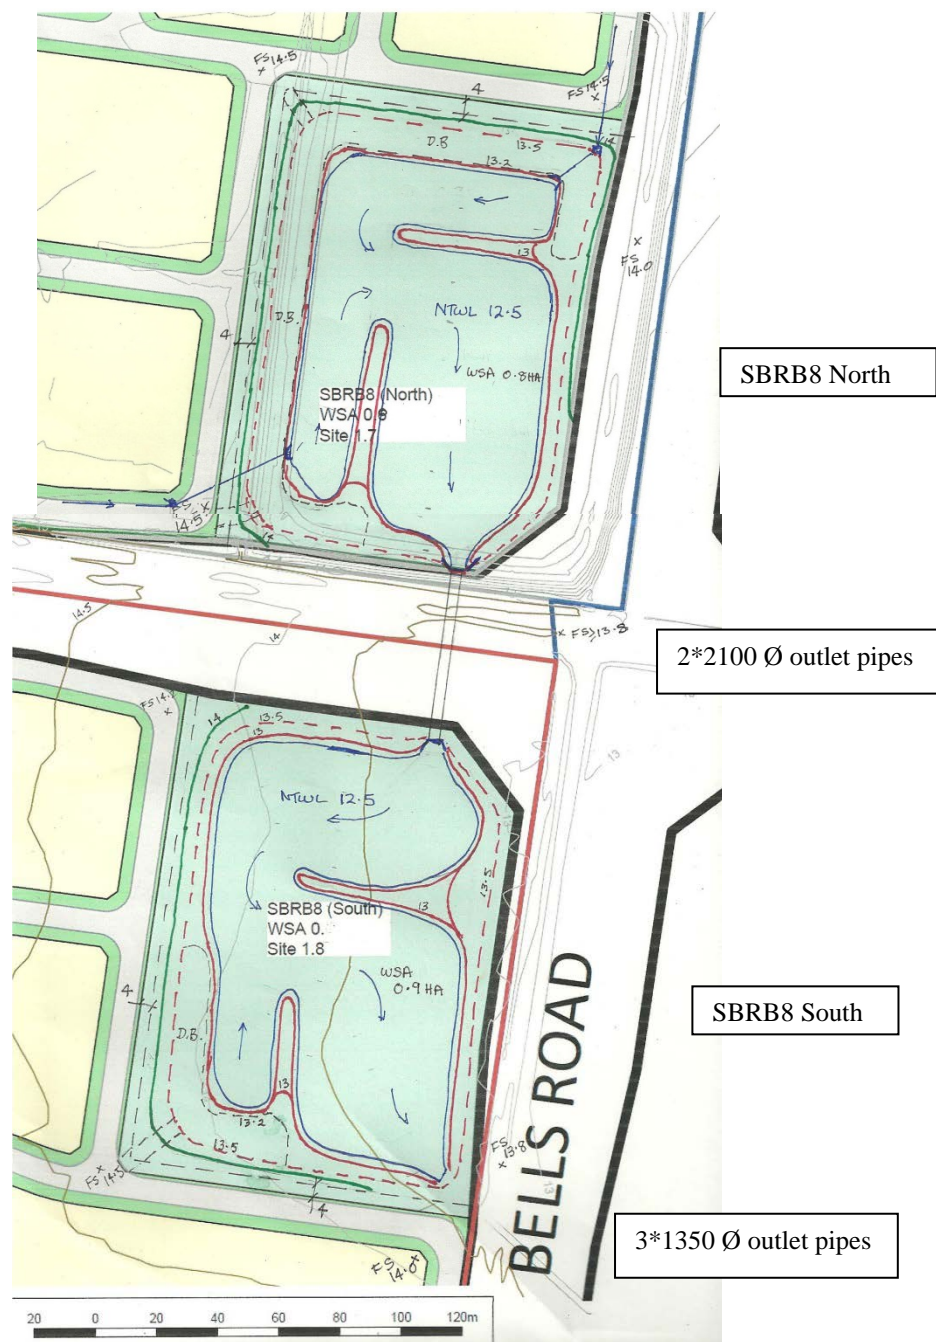 FS 14.5
4
FS 14.5
14
D.B
13.5
13.2
13
FS
14.0
NTWL 12.5
4
D.B.
WSA 0.8HA
SBRB8 North
SBRB8 (North)
WSA 0.8
Site 1.7
14.5
14.5
14
FS 13.8
2*2100 Ø outlet pipes
14
13.5
13
13
NTWL 12.5
13.5
SBRB8 (South)
WSA 0.
Site 1.8
13
WSA
0.9HA
4
D.B.
SBRB8 South
13
13.2
13.5
FS
13.8
FS
14.5
4
BELLS ROAD
3*1350 Ø outlet pipes
FS
14.0
20 0 20 40 60 80 100 120m